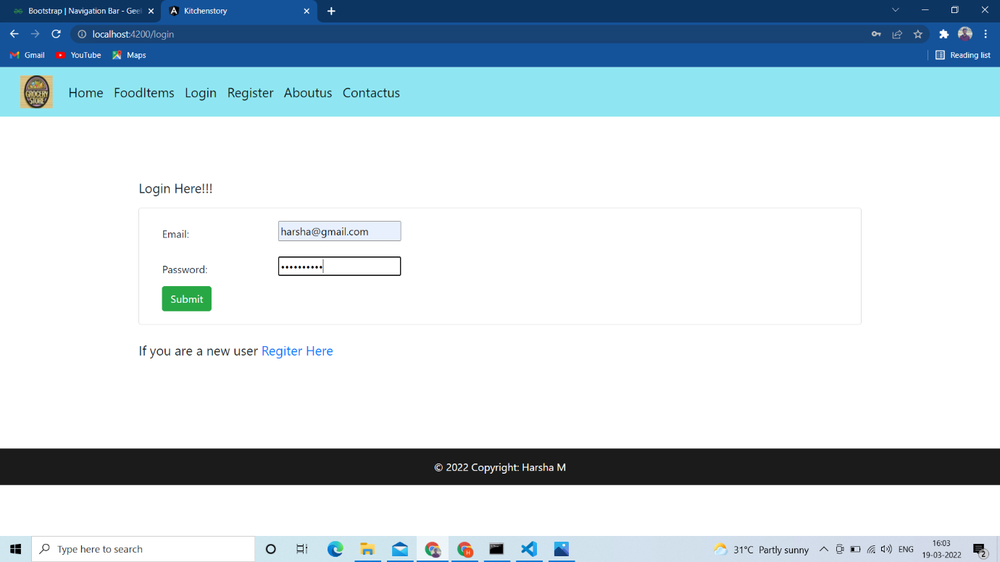 Bootstrap | Navigation Bar - Gee
Kitchenstory
localhost:4200/login
Gmail YouTube Maps
Reading list
GROCERY
STORE
Home FoodItems Login Register Aboutus Contactus
Login Here!!!
Email: harsha@gmail.com
Password: ••••••••••
Submit
If you are a new user Regiter Here
© 2022 Copyright: Harsha M
Type here to search
31°C Partly sunny
ENG
16:03
19-03-2022
2